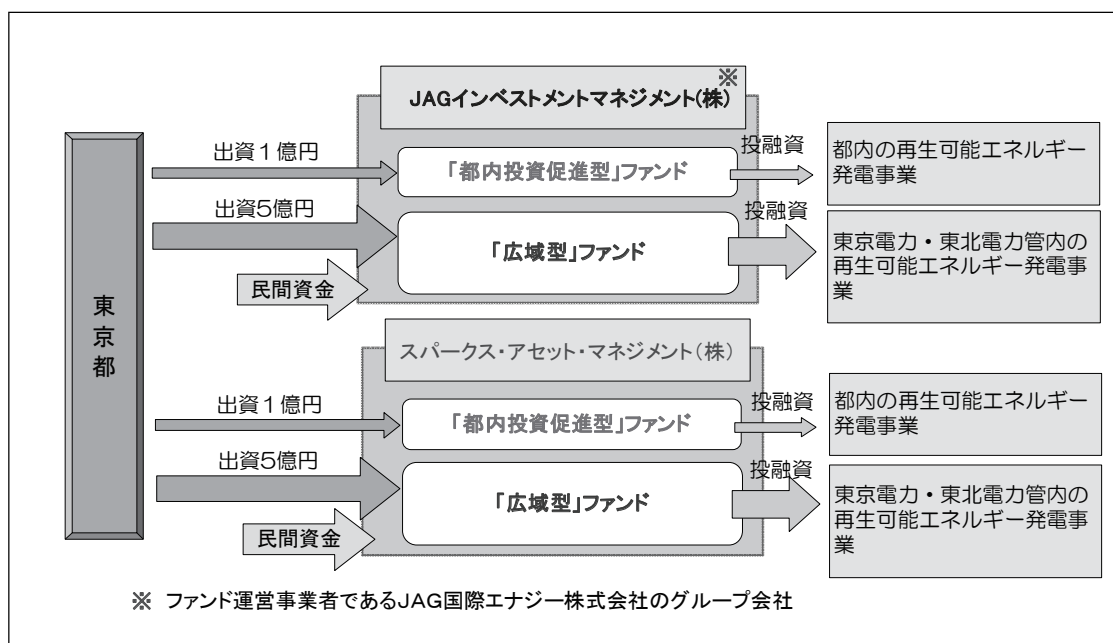 東京都
JAGインベストメントマネジメント(株)※
出資１億円
「都内投資促進型」ファンド
投融資
都内の再生可能エネルギー
発電事業
出資5億円
「広域型」ファンド
投融資
東京電力・東北電力管内の
再生可能エネルギー発電事
業
民間資金
スパークス・アセット・マネジメント(株)
出資１億円
「都内投資促進型」ファンド
投融資
都内の再生可能エネルギー
発電事業
出資5億円
「広域型」ファンド
投融資
東京電力・東北電力管内の
再生可能エネルギー発電事
業
民間資金
※　ファンド運営事業者であるJAG国際エナジー株式会社のグループ会社